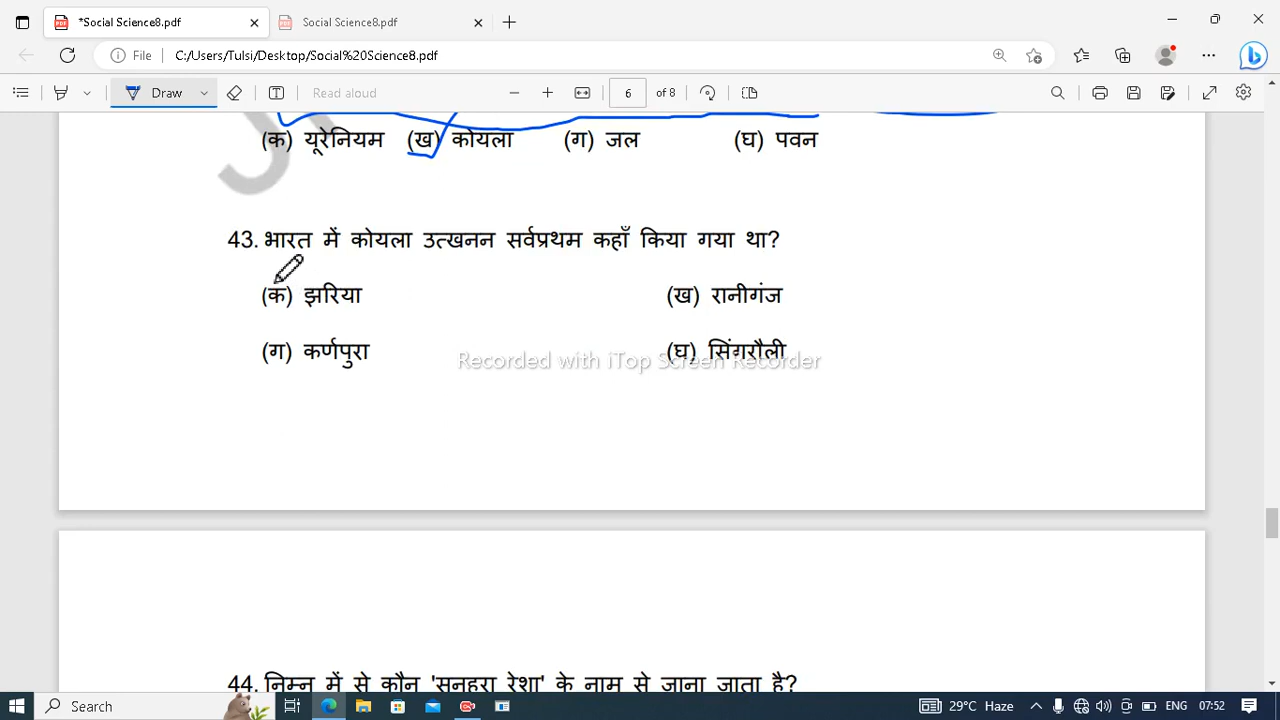 *Social Science8.pdf
Social Science8.pdf
File
C:/Users/Tulsi/Desktop/Social%20Science8.pdf
Draw
Read aloud
6 of 8
(क) यूरेनियम (ख) कोयला (ग) जल (घ) पवन
43. भारत में कोयला उत्खनन सर्वप्रथम कहाँ किया गया था?
(क) झरिया (ख) रानीगंज
(ग) कर्णपुरा (घ) सिंगरौली
Recorded with iTop Screen Recorder
44. निम्न में से कौन 'सुनहरा रेशा' के नाम से जाना जाता है?
Search
29°C Haze
ENG
07:52